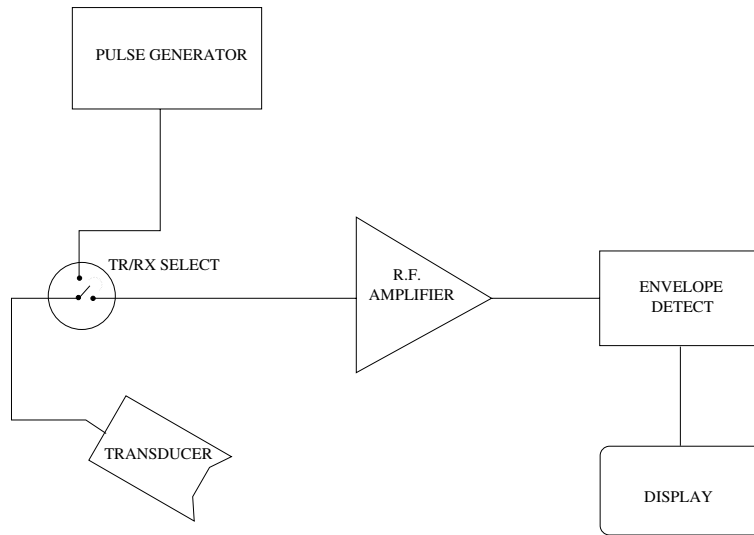 PULSE GENERATOR
TR/RX SELECT
R.F.
AMPLIFIER
ENVELOPE
DETECT
TRANSDUCER
DISPLAY